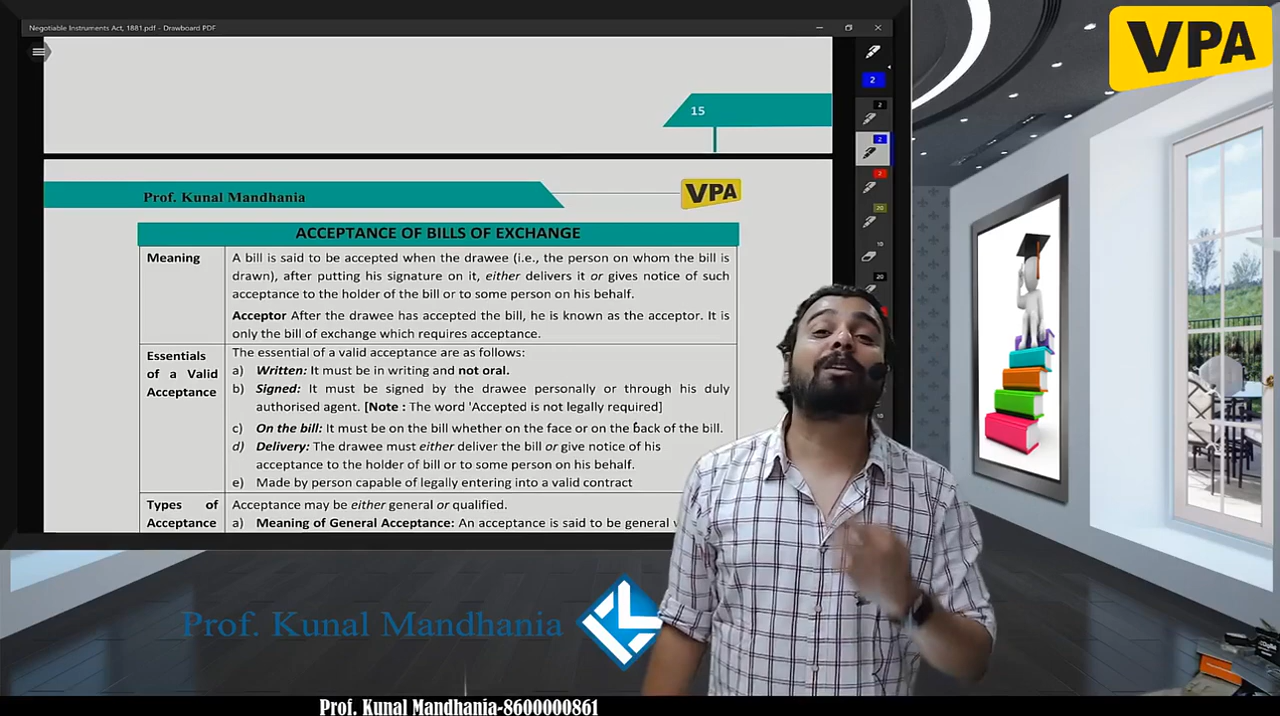 Negotiable Instruments Act, 1881.pdf - Drawboard PDF
VPA
15
Prof. Kunal Mandhania
VPA
ACCEPTANCE OF BILLS OF EXCHANGE
Meaning
A bill is said to be accepted when the drawee (i.e., the person on whom the bill is
drawn), after putting his signature on it, either delivers it or gives notice of such
acceptance to the holder of the bill or to some person on his behalf.
Acceptor After the drawee has accepted the bill, he is known as the acceptor. It is
only the bill of exchange which requires acceptance.
Essentials
of a Valid
Acceptance
The essential of a valid acceptance are as follows:
a) Written: It must be in writing and not oral.
b) Signed: It must be signed by the drawee personally or through his duly
authorised agent. [Note : The word 'Accepted is not legally required]
c) On the bill: It must be on the bill whether on the face or on the back of the bill.
d) Delivery: The drawee must either deliver the bill or give notice of his
acceptance to the holder of bill or to some person on his behalf.
e) Made by person capable of legally entering into a valid contract
Types of
Acceptance
Acceptance may be either general or qualified.
a) Meaning of General Acceptance: An acceptance is said to be general
2
2
2
2
20
10
20
10
Prof. Kunal Mandhania
Prof. Kunal Mandhania-8600000861